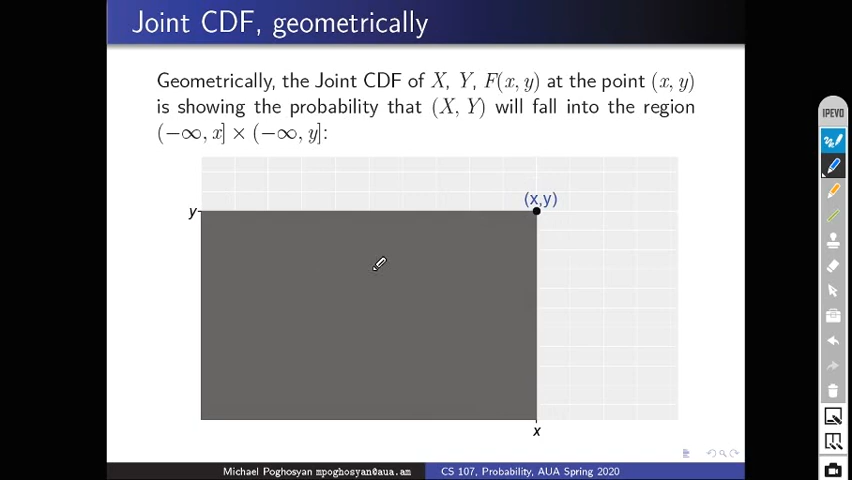 Joint CDF, geometrically
Geometrically, the Joint CDF of X, Y, F(x, y) at the point (x, y)
is showing the probability that (X, Y) will fall into the region
(−∞, x] × (−∞, y]:
(x,y)
y
x
Michael Poghosyan mpoghosyan@aua.am CS 107, Probability, AUA Spring 2020
IPEVO